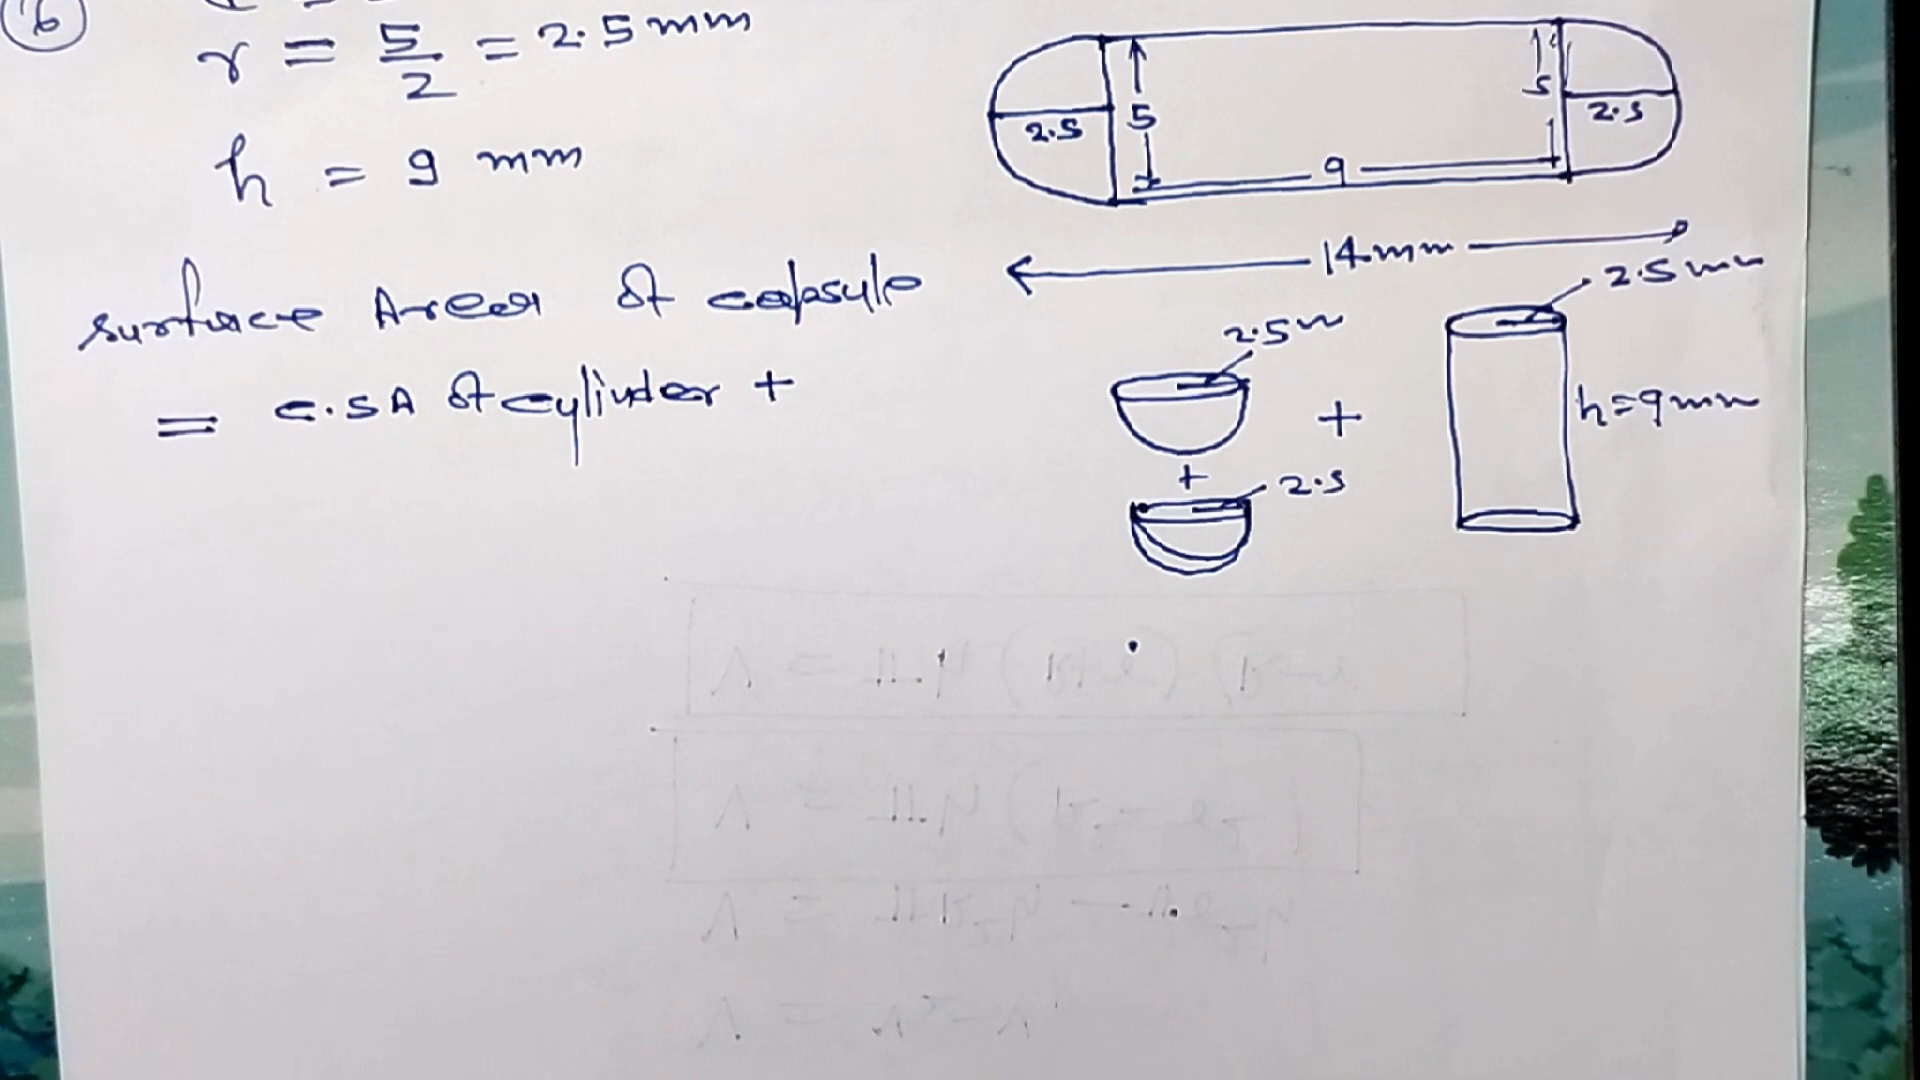 6
r = 5/2 = 2.5 mm
h = 9 mm
surface Area of capsule
= C.SA of cylinder +
2.5
5
9
5
2.5
14 mm
2.5 mm
2.5 m
+
h = 9 mm
+
2.5